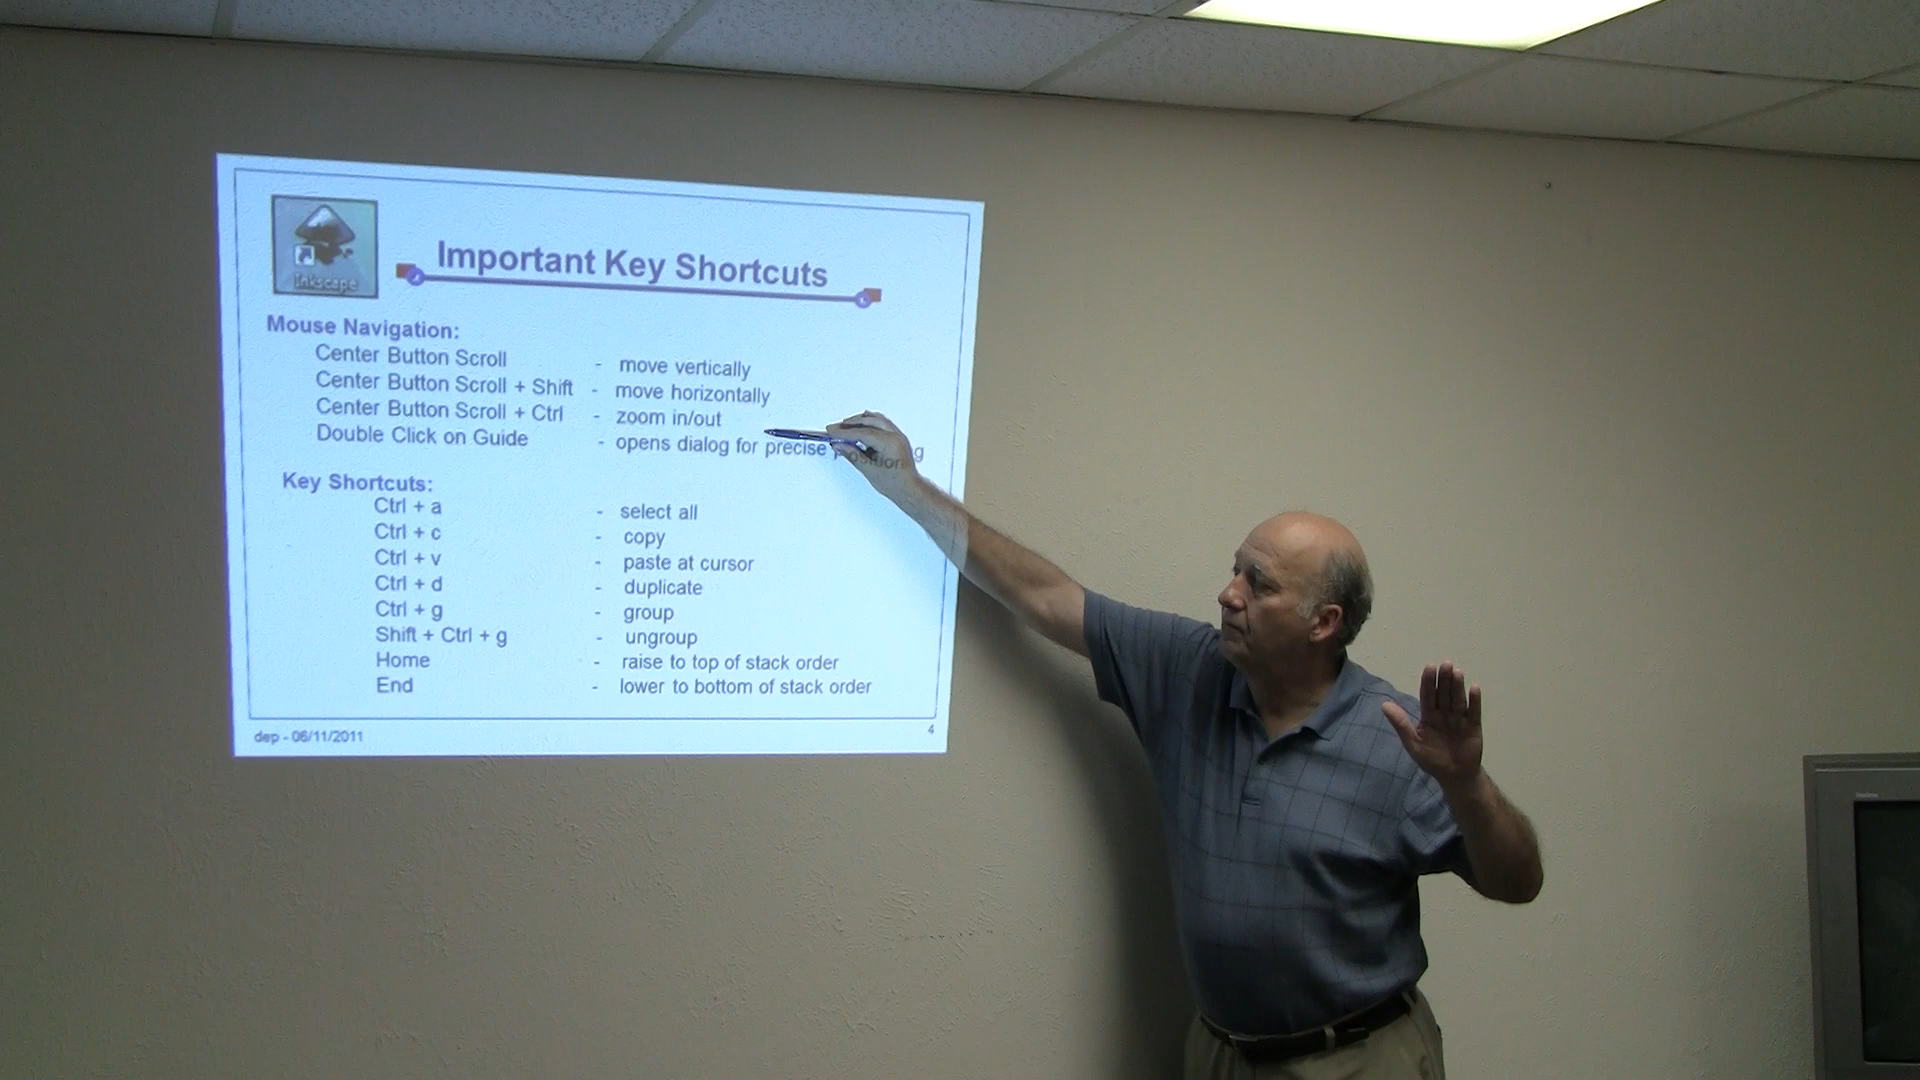 Inkscape
Important Key Shortcuts
Mouse Navigation:
Center Button Scroll - move vertically
Center Button Scroll + Shift - move horizontally
Center Button Scroll + Ctrl - zoom in/out
Double Click on Guide - opens dialog for precise positioning
Key Shortcuts:
Ctrl + a - select all
Ctrl + c - copy
Ctrl + v - paste at cursor
Ctrl + d - duplicate
Ctrl + g - group
Shift + Ctrl + g - ungroup
Home - raise to top of stack order
End - lower to bottom of stack order
dep - 06/11/2011
4